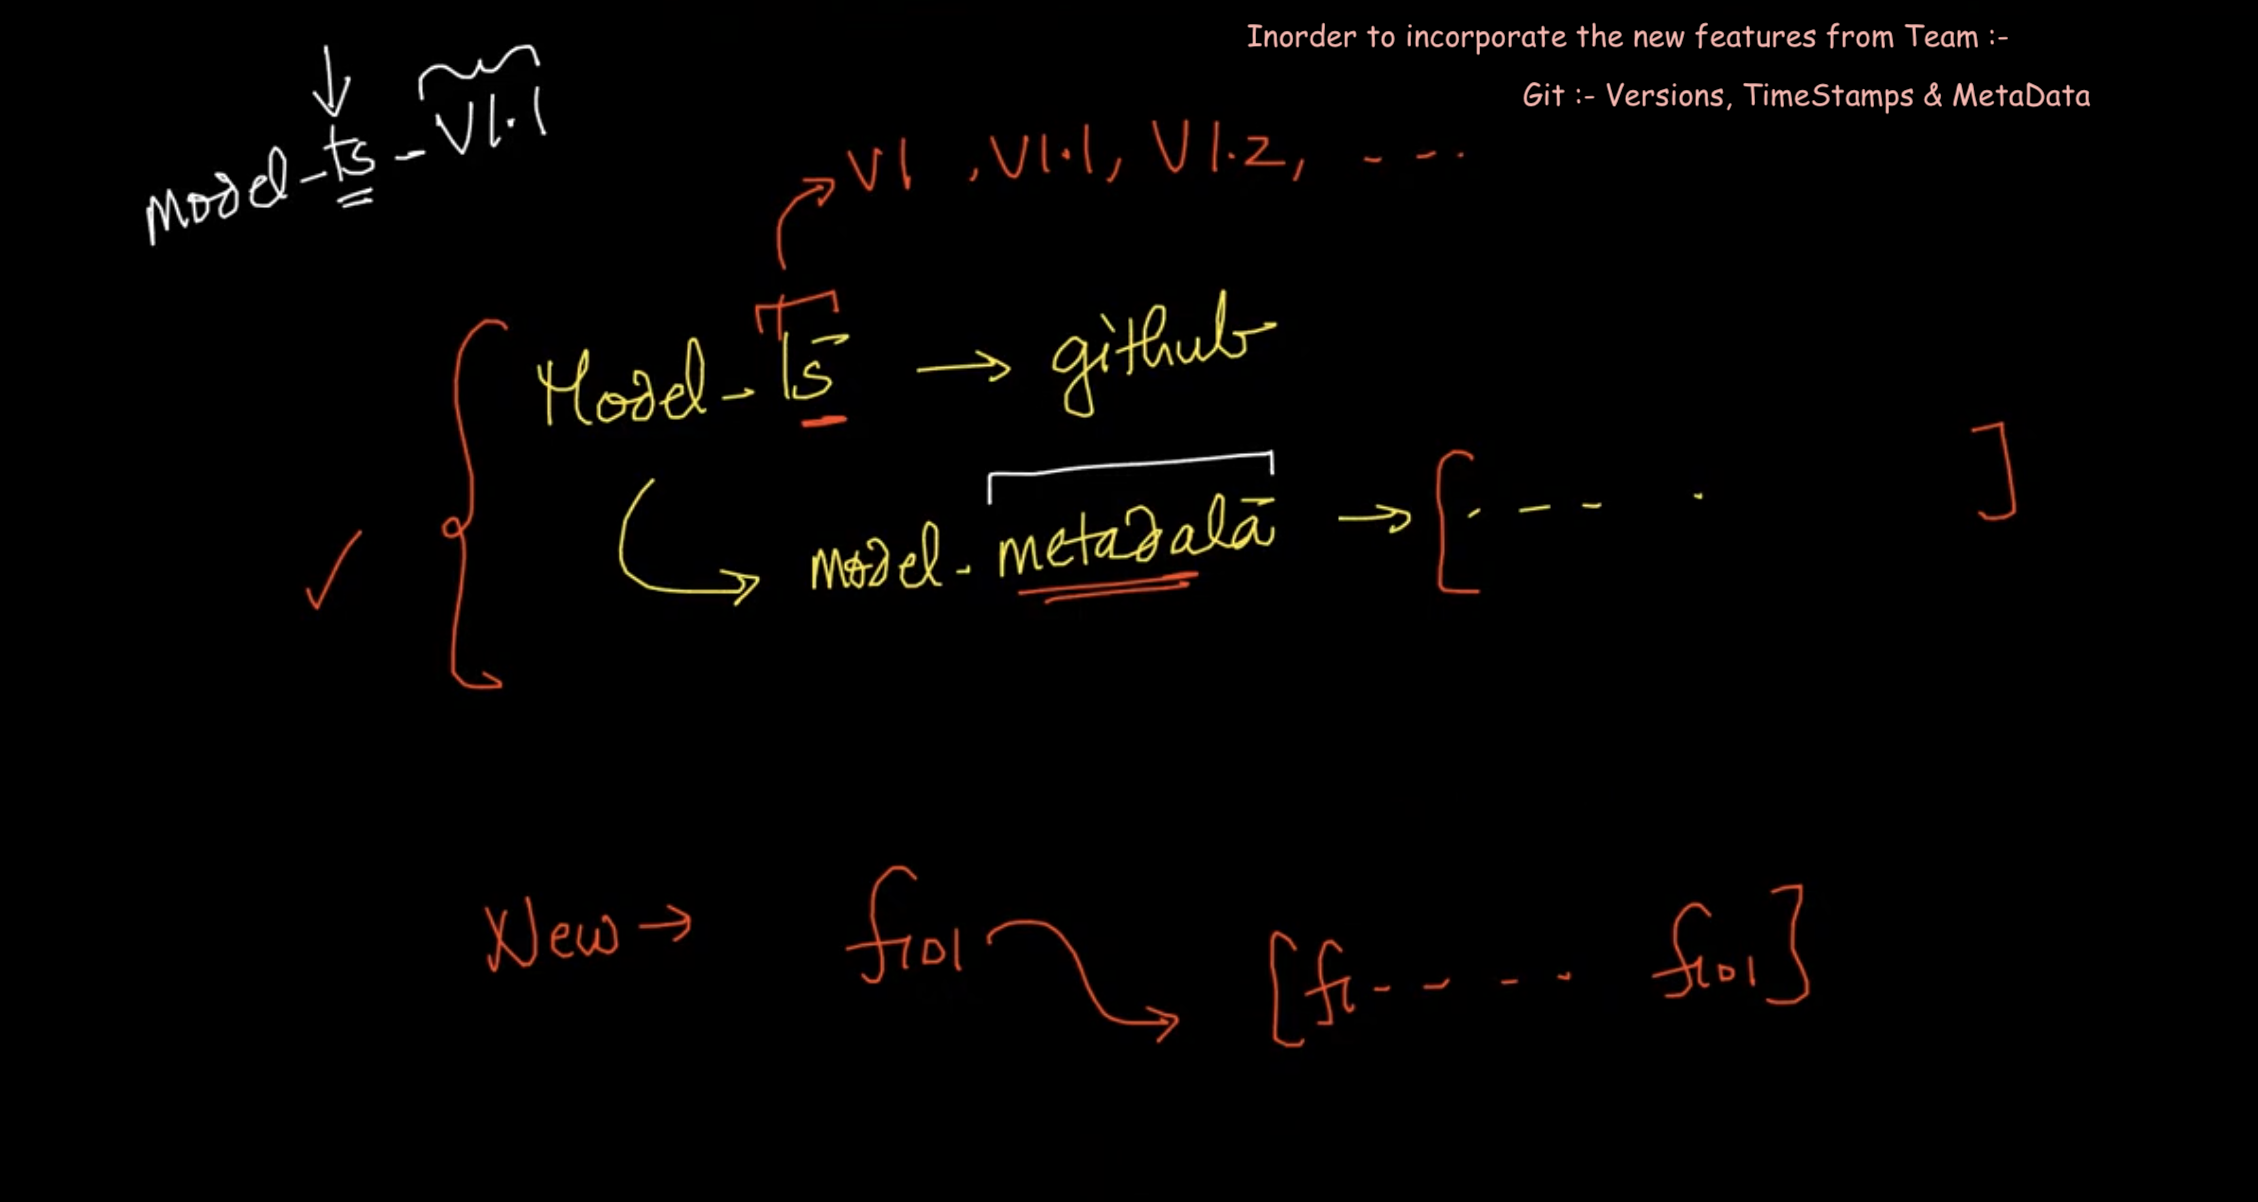 Inorder to incorporate the new features from Team :-
Git :- Versions, TimeStamps & MetaData
model-ts-V1.1
V1, V1.1, V1.2, - - -
Model-ts → github
model-metadata → [- - - - ]
New → f101
[f1 - - - - f101]